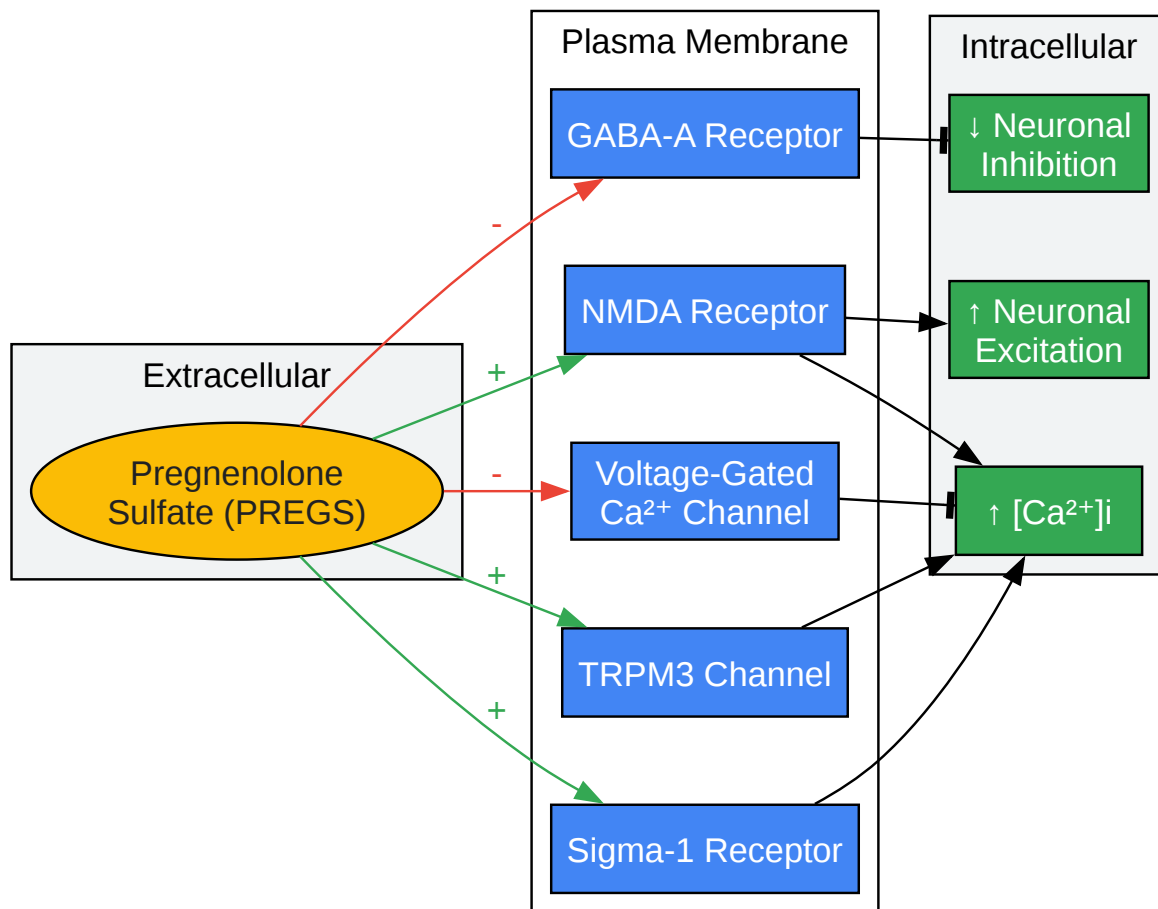 Plasma Membrane
Intracellular
GABA-A Receptor
↓ Neuronal
Inhibition
-
NMDA Receptor
↑ Neuronal
Excitation
Extracellular
+
Pregnenolone
Sulfate (PREGS)
-
Voltage-Gated
Ca²⁺ Channel
↑ [Ca²⁺]i
+
TRPM3 Channel
+
Sigma-1 Receptor